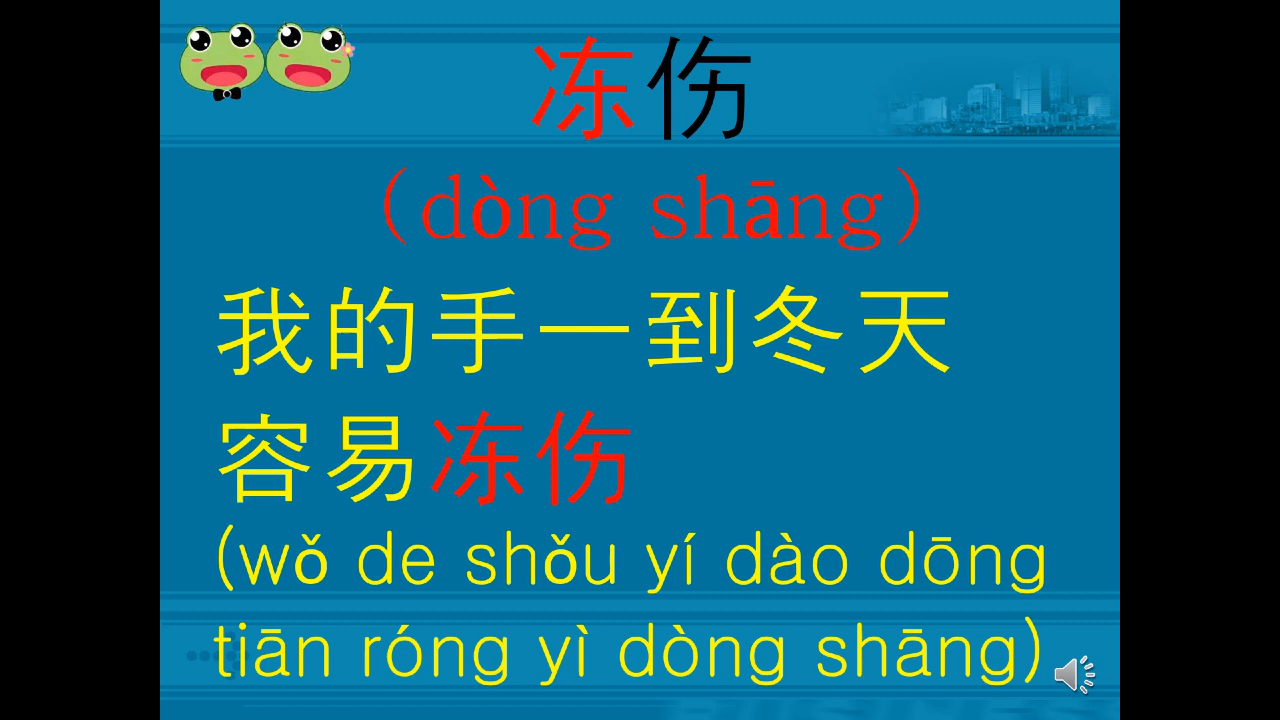 冻伤
（dòng shāng）
我的手一到冬天
容易冻伤
(wǒ de shǒu yí dào dōng
tiān róng yì dòng shāng)